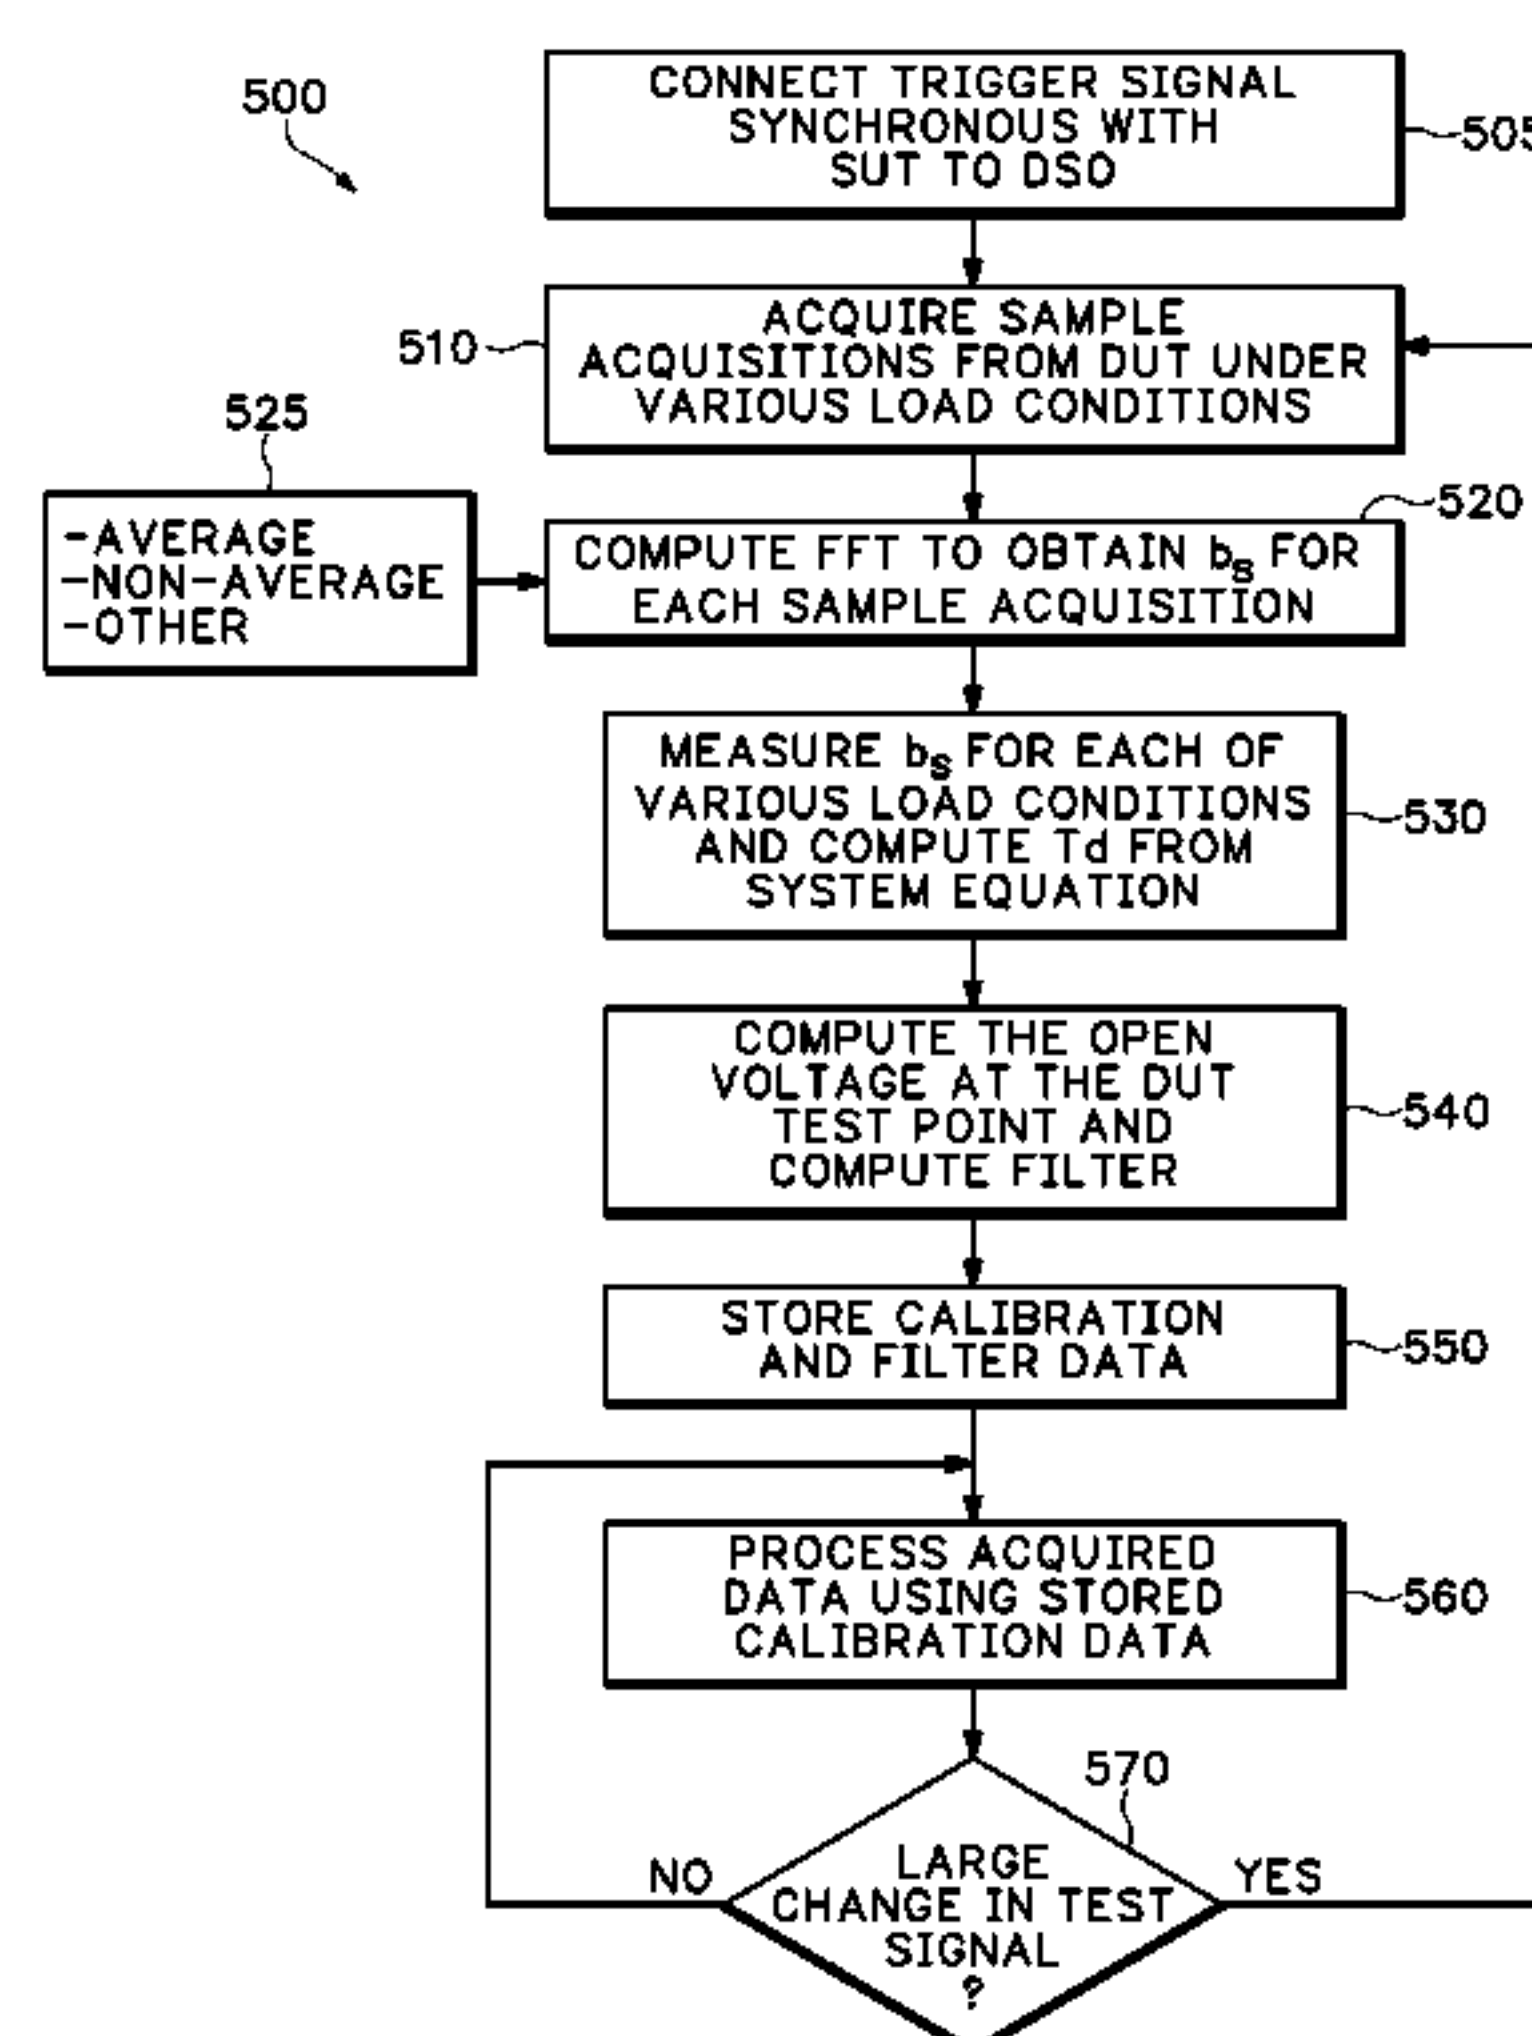 500
CONNECT TRIGGER SIGNAL
SYNCHRONOUS WITH
SUT TO DSO
505
510
ACQUIRE SAMPLE
ACQUISITIONS FROM DUT UNDER
VARIOUS LOAD CONDITIONS
525
-AVERAGE
-NON-AVERAGE
-OTHER
520
COMPUTE FFT TO OBTAIN bs FOR
EACH SAMPLE ACQUISITION
MEASURE bs FOR EACH OF
VARIOUS LOAD CONDITIONS
AND COMPUTE Td FROM
SYSTEM EQUATION
530
COMPUTE THE OPEN
VOLTAGE AT THE DUT
TEST POINT AND
COMPUTE FILTER
540
STORE CALIBRATION
AND FILTER DATA
550
PROCESS ACQUIRED
DATA USING STORED
CALIBRATION DATA
560
570
NO
LARGE
CHANGE IN TEST
SIGNAL
?
YES